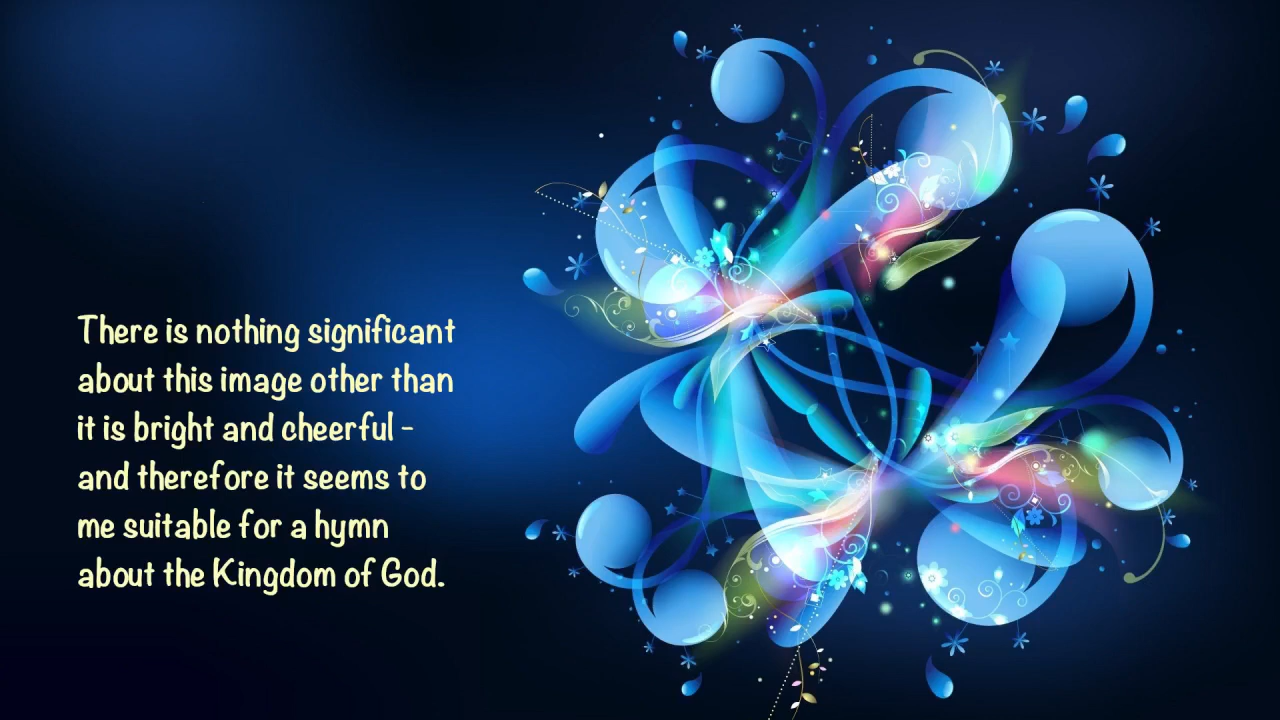 There is nothing significant
about this image other than
it is bright and cheerful -
and therefore it seems to
me suitable for a hymn
about the Kingdom of God.